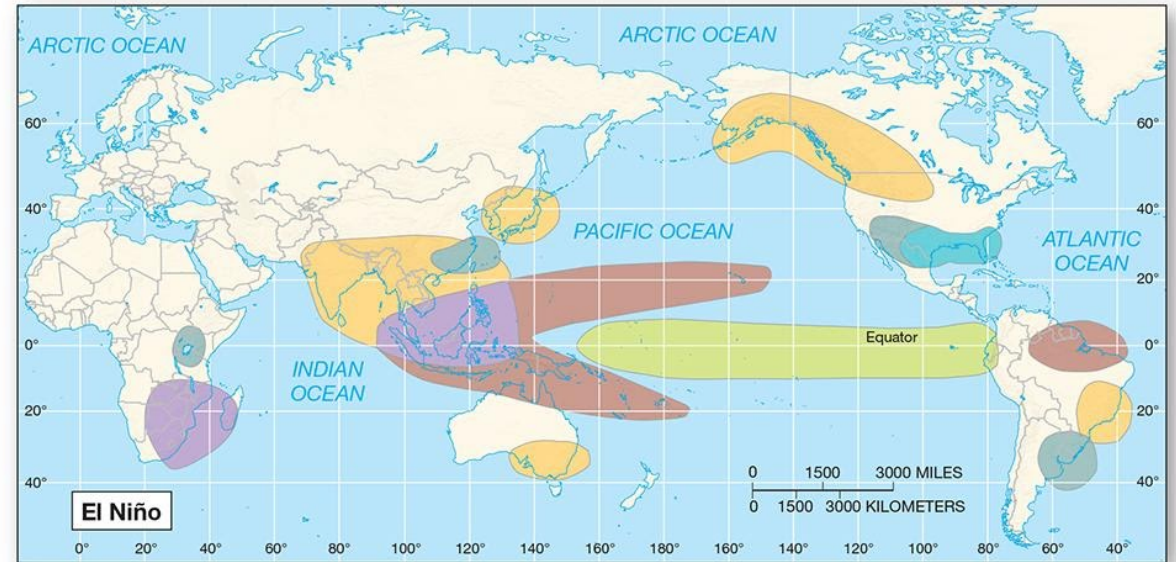 ARCTIC OCEAN
ARCTIC OCEAN
60°
60°
40°
40°
PACIFIC OCEAN
ATLANTIC
OCEAN
20°
20°
Equator
0°
0°
INDIAN
OCEAN
20°
20°
0 1500 3000 MILES
0 1500 3000 KILOMETERS
40°
40°
El Niño
0° 20° 40° 60° 80° 100° 120° 140° 160° 180° 160° 140° 120° 100° 80° 60° 40°